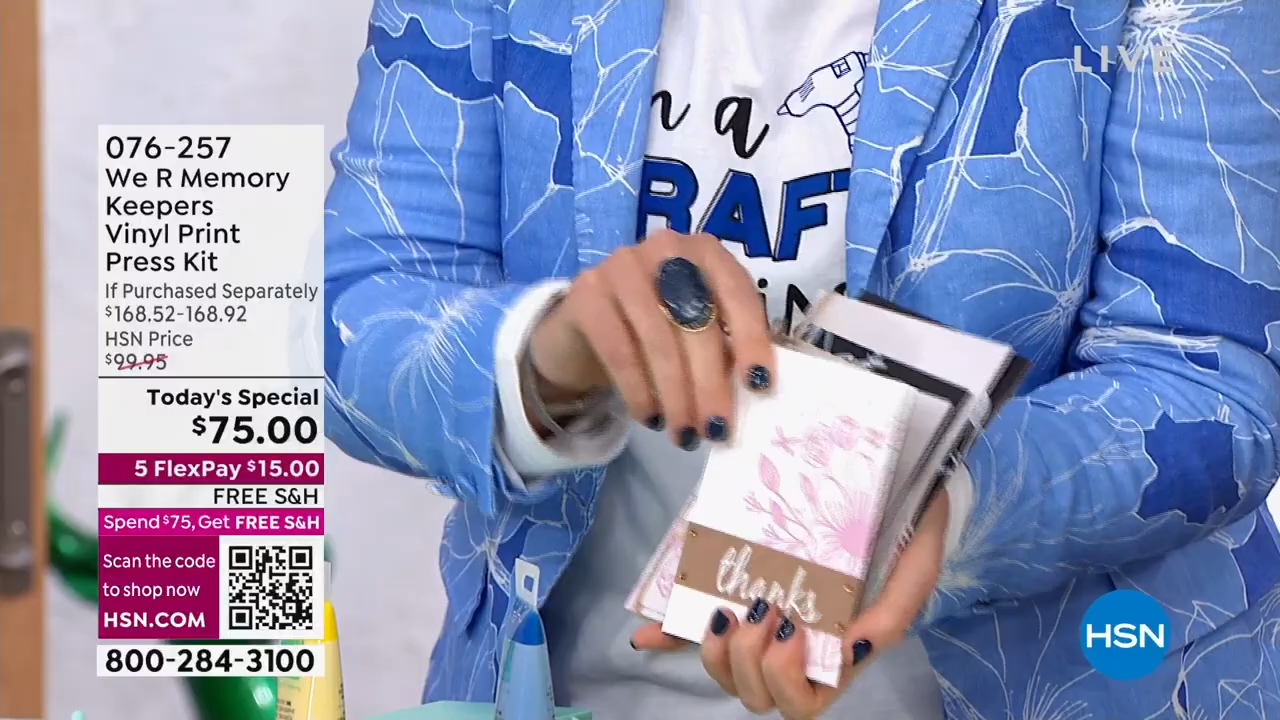 076-257
We R Memory
Keepers
Vinyl Print
Press Kit
If Purchased Separately
$168.52-168.92
HSN Price
$99.95
Today's Special
$75.00
5 FlexPay $15.00
FREE S&H
Spend $75, Get FREE S&H
Scan the code
to shop now
HSN.COM
800-284-3100
LIVE
a
RAFT
thanks
HSN